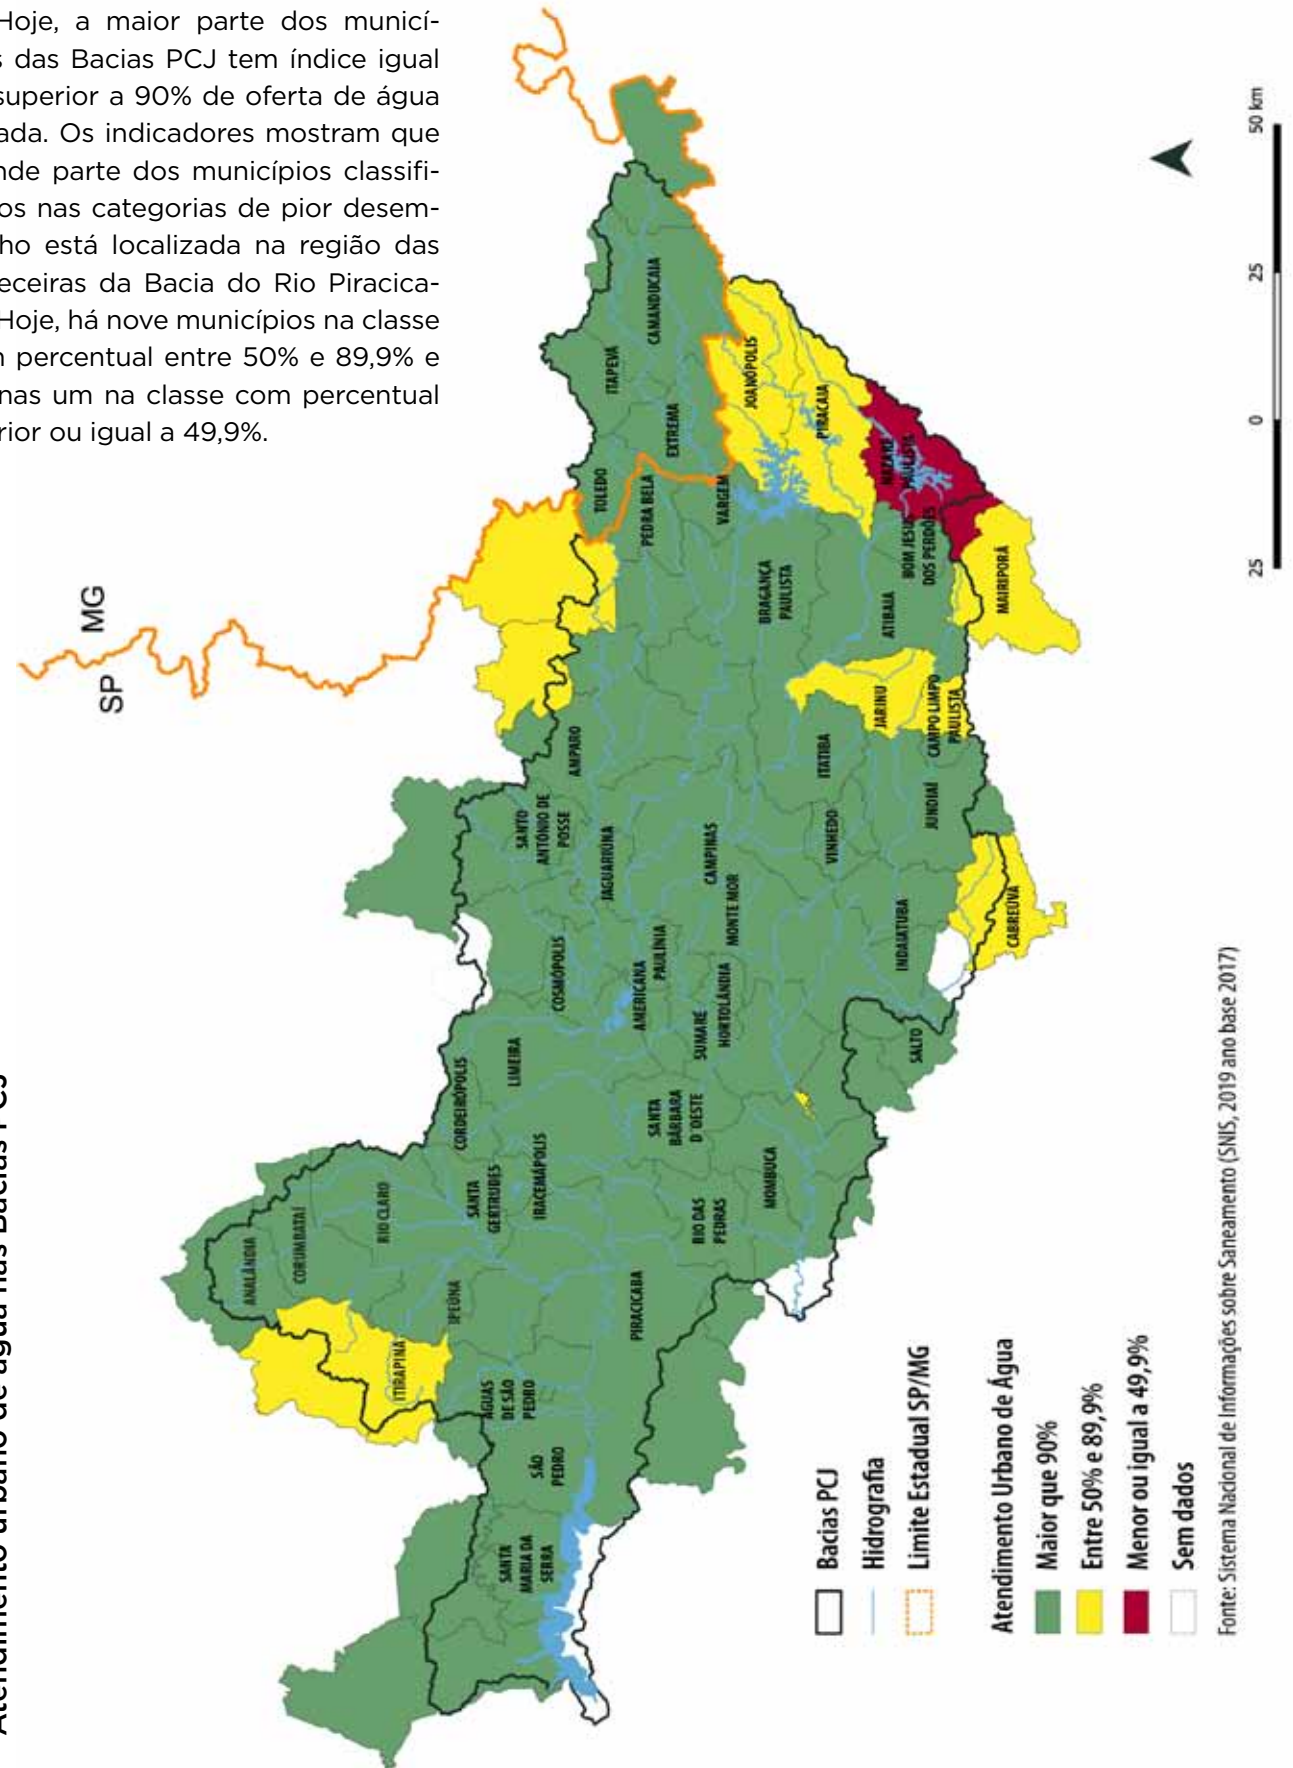 Hoje, a maior parte dos municí-
das Bacias PCJ tem índice igual
superior a 90% de oferta de água
ada. Os indicadores mostram que
nde parte dos municípios classifi-
os nas categorias de pior desem-
ho está localizada na região das
eceiras da Bacia do Rio Piracica-
Hoje, há nove municípios na classe
percentual entre 50% e 89,9% e
nas um na classe com percentual
rior ou igual a 49,9%.
Atendimento urbano de água nas Bacias PCJ
SP
MG
ANALÂNDIA
CORUMBATAÍ
RIO CLARO
ITIRAPINA
IPEÚNA
SANTA
GERTRUDES
CORDEIRÓPOLIS
LIMEIRA
IRACEMÁPOLIS
ÁGUAS
DE SÃO
PEDRO
SÃO
PEDRO
SANTA
MARIA DA
SERRA
PIRACICABA
RIO DAS
PEDRAS
MOMBUCA
SANTA
BÁRBARA
D'OESTE
AMERICANA
SUMARÉ
HORTOLÂNDIA
PAULÍNIA
MONTE MOR
COSMÓPOLIS
SANTO
ANTÔNIO DE
POSSE
JAGUARIÚNA
CAMPINAS
AMPARO
VINHEDO
ITATIBA
INDAIATUBA
SALTO
CABREÚVA
JUNDIAÍ
JARINU
CAMPO LIMPO
PAULISTA
ATIBAIA
BRAGANÇA
PAULISTA
BOM JESUS
DOS PERDÕES
MAIRIPORÃ
NAZARÉ
PAULISTA
PIRACAIA
JOANÓPOLIS
VARGEM
PEDRA BELA
TOLEDO
EXTREMA
ITAPEVA
CAMANDUCAIA
Bacias PCJ
Hidrografia
Limite Estadual SP/MG
Atendimento Urbano de Água
Maior que 90%
Entre 50% e 89,9%
Menor ou igual a 49,9%
Sem dados
Fonte: Sistema Nacional de Informações sobre Saneamento (SNIS, 2019 ano base 2017)
25 0 25 50 km